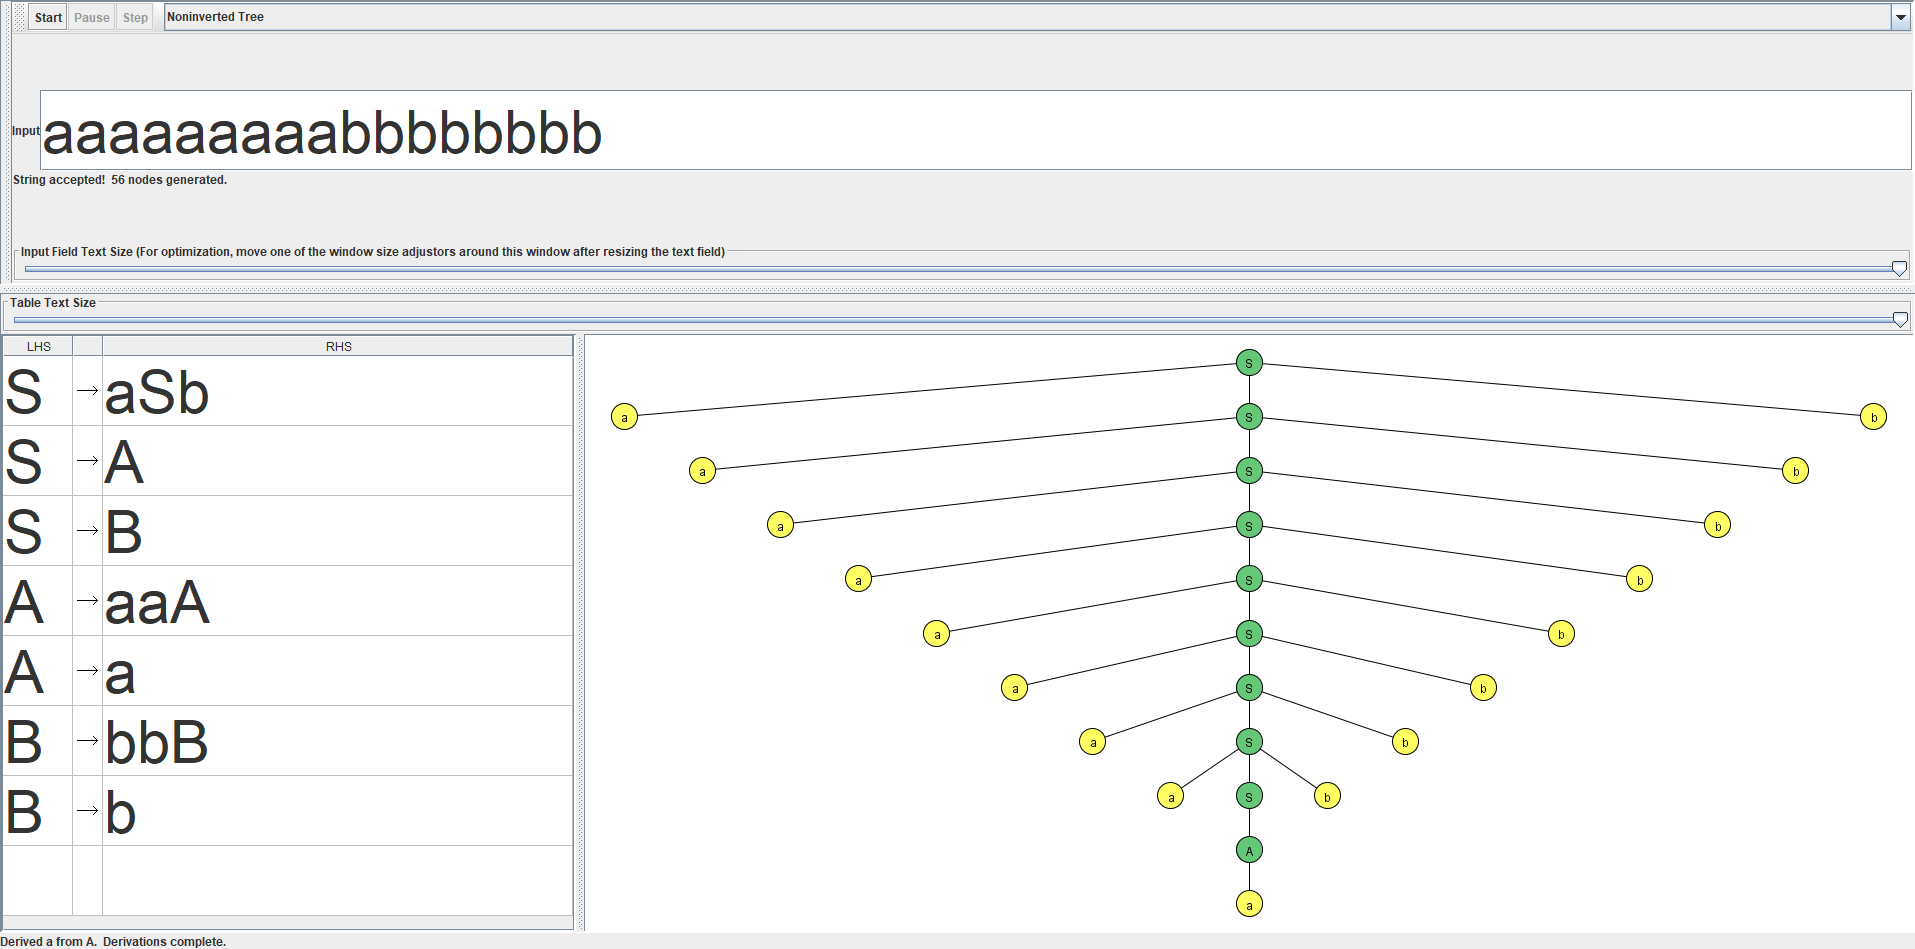 Start Pause Step Noninverted Tree
Input aaaaaaaaabbbbbbbb
String accepted! 56 nodes generated.
Input Field Text Size (For optimization, move one of the window size adjustors around this window after resizing the text field)
Table Text Size
LHS RHS
S → aSb
S → A
S → B
A → aaA
A → a
B → bbB
B → b
S
a S b
a S b
a S b
a S b
a S b
a S b
a S b
a S b
A
a
Derived a from A. Derivations complete.